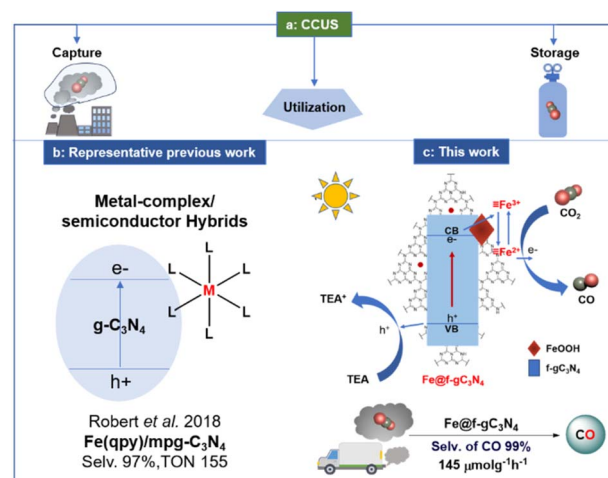 a: CCUS
Capture
Storage
Utilization
b: Representative previous work
c: This work
Metal-complex/
semiconductor Hybrids
e-
g-C₃N₄
h+
L
L
L
M
L
L
L
Robert et al. 2018
Fe(qpy)/mpg-C₃N₄
Selv. 97%,TON 155
CB
e-
≡Fe³⁺
≡Fe²⁺
e-
CO₂
CO
TEA⁺
h⁺
h⁺
VB
TEA
Fe@f-gC₃N₄
FeOOH
f-gC₃N₄
Fe@f-gC₃N₄
Selv. of CO 99%
145 μmolg⁻¹h⁻¹
CO